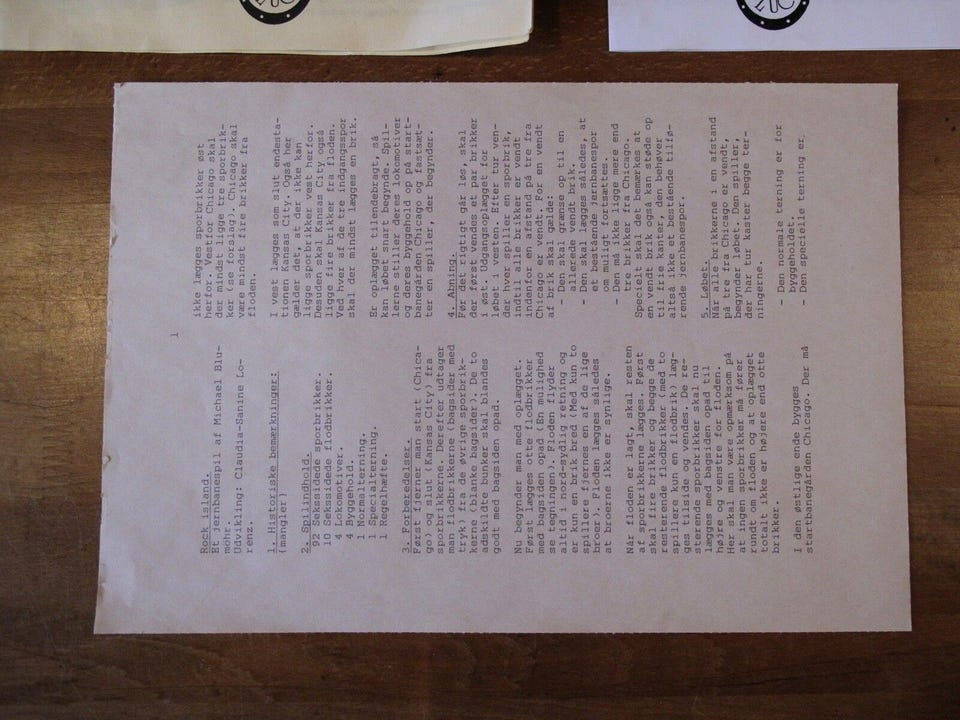 1
Rock island.
Et jernbanespil af Michael Blu-
möhr.
Udvikling: Claudia-Sanine Lo-
renz.
1. Historiske bemærkninger:
(mangler)
2. Spilindhold.
92 Sekssidede sporbrikker.
10 Sekssidede flodbrikker.
4 Lokomotiver.
4 Byggehold.
1 Normalterning.
1 Specialterning.
1 Regelhæfte.
3. Forberedelser.
Først fjerner man start (Chica-
go) og slut (Kansas City) fra
sporbrikkerne. Derefter udtager
man flodbrikkerne (bagsider med
tryk) fra de øvrige sporbrik-
kerne (blanke bagsider). De to
adskildte bunker skal blandes
godt med bagsiden opad.
Nu begynder man med oplægget.
Først lægges otte flodbrikker
med bagsiden opad (En mulighed
se tegningen). Floden flyder
altid i nord-sydlig retning og
er kun en brik bred (Med kun to
spillere fjernes en af de lige
broer). Floden lægges således
at broerne ikke er synlige.
Når floden er lagt, skal resten
af sporbrikkerne lægges. Først
skal fire brikker og begge de
resterende flodbrikker (med to
spillere kun en flodbrik) læg-
ges tilside og vendes. De re-
sterende sporbrikker skal nu
lægges med bagsiden opad til
højre og venstre for floden.
Her skal man være opmærksom på
at ingen sporbrikker må fører
rundt om floden og at oplægget
totalt ikke er højere end otte
brikker.
I den østlige ende bygges
startbanegården Chicago. Der må
ikke lægges sporbrikker øst
herfor. Vestfor Chicago skal
der mindst ligge tre sporbrik-
ker (se forslag). Chicago skal
være mindst fire brikker fra
floden.
I vest lægges som slut endesta-
tionen Kansas City. Også her
gælder det, at der ikke kan
ligge sporbrikker vest herfor.
Desuden skal Kansas City også
ligge fire brikker fra floden.
Ved hver af de tre indgangsspor
skal der mindst lægges en brik.
Er oplægget tilendebragt, så
kan løbet snart begynde. Spil-
lerne stiller deres lokomotiver
og deres byggehold op på start-
banegården Chicago og fastsæt-
ter en spiller, der begynder.
4. Åbning.
Før det rigtigt går løs, skal
der først vendes et par brikker
i øst. Udgangsoplægget for
løbet i vesten. Efter tur ven-
der hver spiller en sporbrik,
indtil alle brikker er vendt
indenfor en afstand på tre fra
Chicago er vendt. For en vendt
brik skal gælde:
- Den skal grænse op til en
allerede vendt brik.
- Den skal lægges således, at
et bestående jernbanespor
om muligt fortsættes.
- Den må ikke ligge mere end
tre brikker fra Chicago.
Specielt skal det bemærkes at
en vendt brik også kan støde op
til frie kanter. Den behøver
altså ikke et bestående tilfø-
rende jernbanespor.
5. Løbet.
Når alle brikkerne i en afstand
på tre fra Chicago er vendt,
begynder løbet. Den spiller,
der har tur kaster begge ter-
ningerne.
- Den normale terning er for
byggeholdet.
- Den specielle terning er